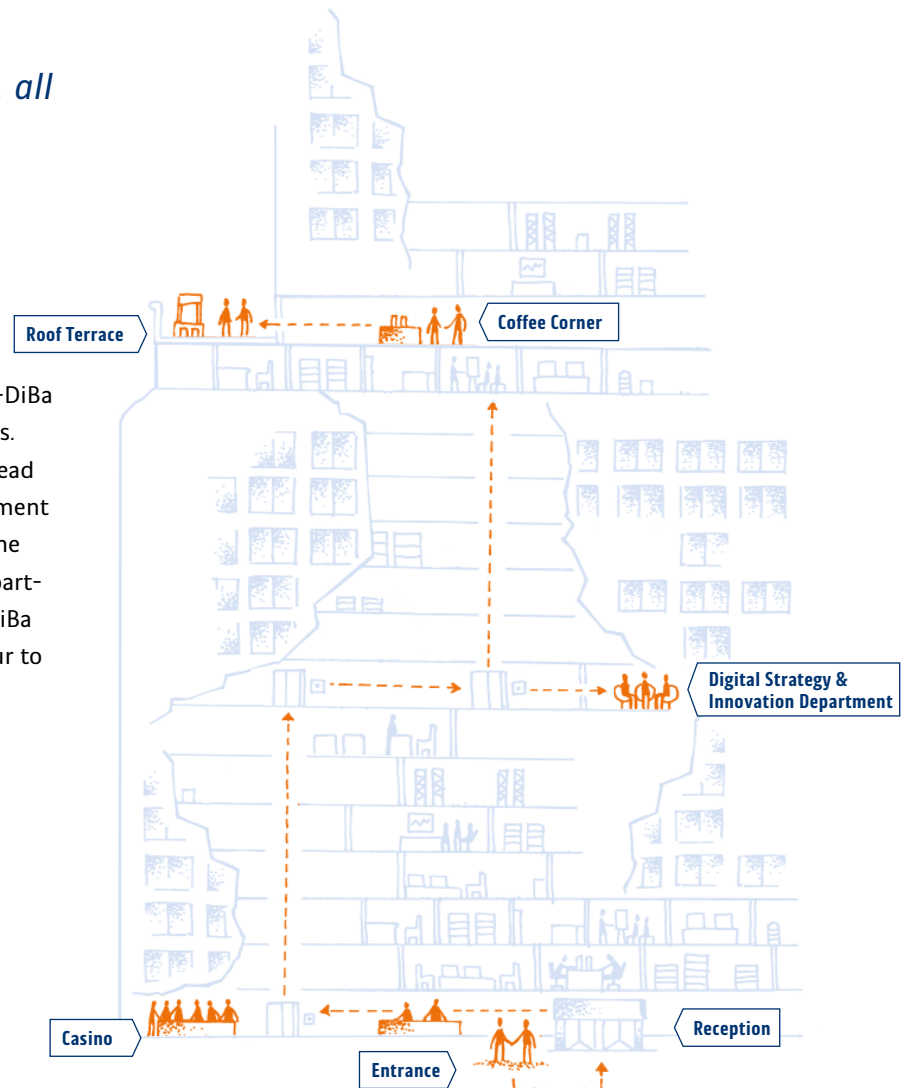 all
-DiBa
s.
ead
ment
ne
part-
iBa
ur to
Roof Terrace
Coffee Corner
Digital Strategy &
Innovation Department
Casino
Reception
Entrance